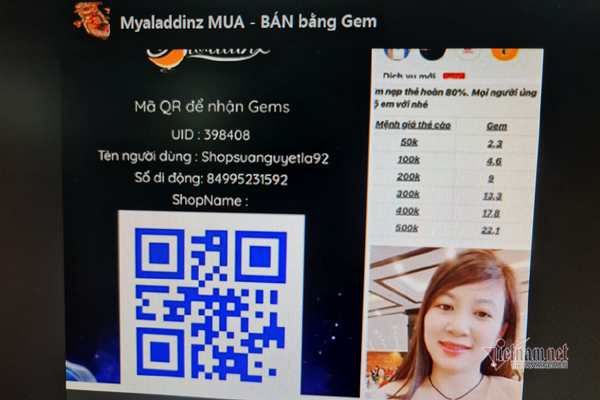 Myaladdinz MUA - BÁN bằng Gem
Mã QR để nhận Gems
UID : 398408
Tên người dùng : Shopsuanguyetla92
Số di động: 84995231592
ShopName :
Dịch vụ mới
m nạp thẻ hoàn 80%. Mọi người ủng
ộ em với nhé
Mệnh giá thẻ cào Gem
50k 2,3
100k 4,6
200k 9
300k 13,3
400k 17,8
500k 22,1
Vietnam.net
VIETNAMNET.VN